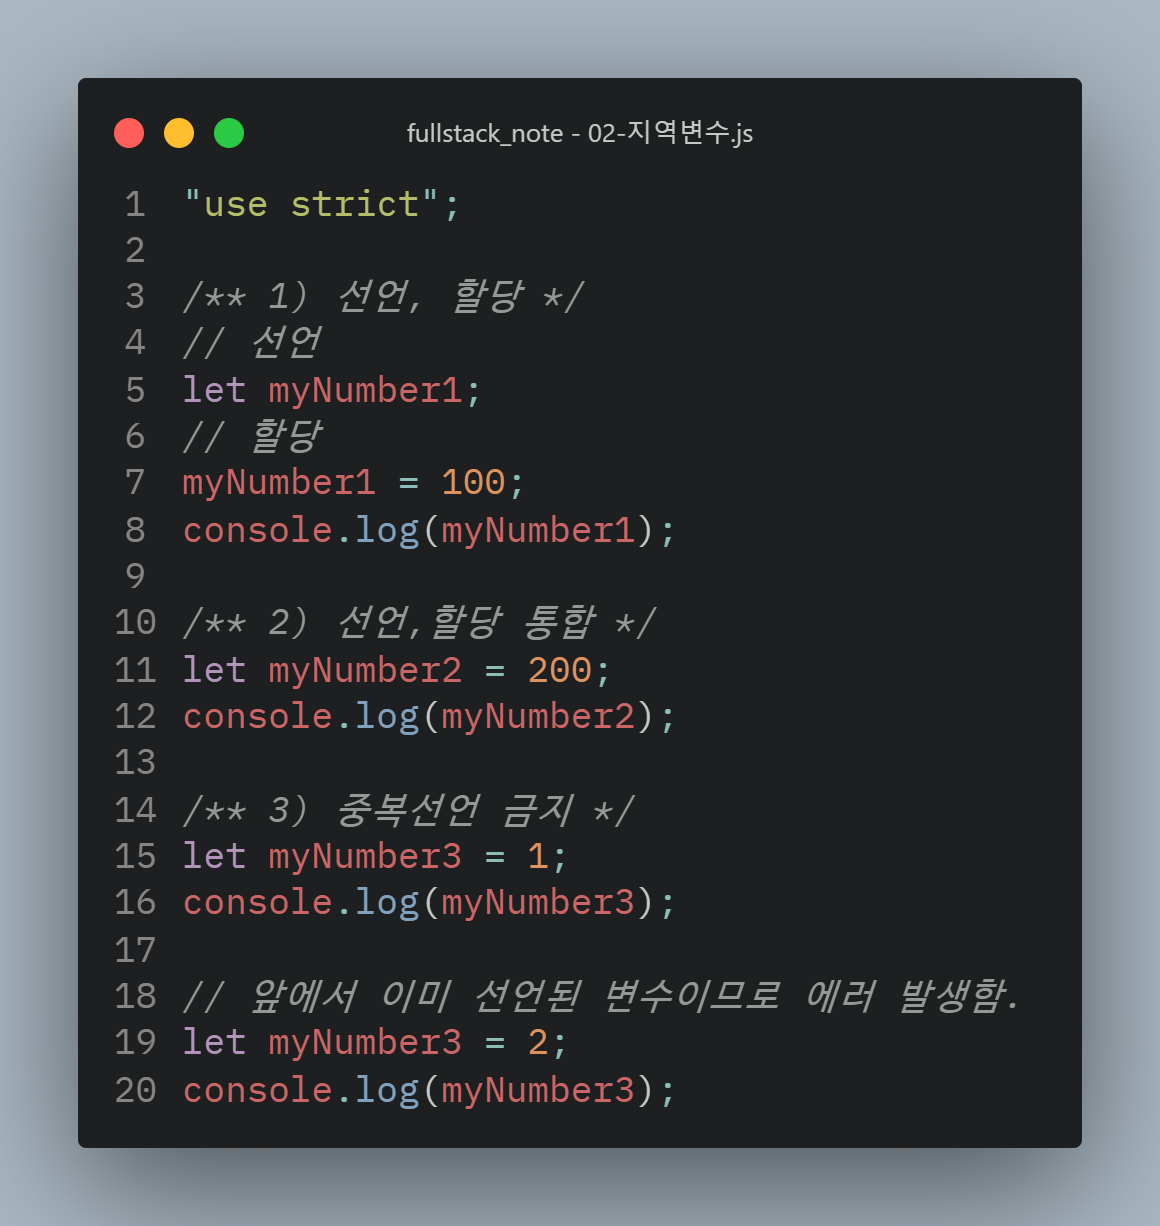 fullstack_note - 02-지역변수.js
1 "use strict";
2
3 /** 1) 선언, 할당 */
4 // 선언
5 let myNumber1;
6 // 할당
7 myNumber1 = 100;
8 console.log(myNumber1);
9
10 /** 2) 선언,할당 통합 */
11 let myNumber2 = 200;
12 console.log(myNumber2);
13
14 /** 3) 중복선언 금지 */
15 let myNumber3 = 1;
16 console.log(myNumber3);
17
18 // 앞에서 이미 선언된 변수이므로 에러 발생함.
19 let myNumber3 = 2;
20 console.log(myNumber3);